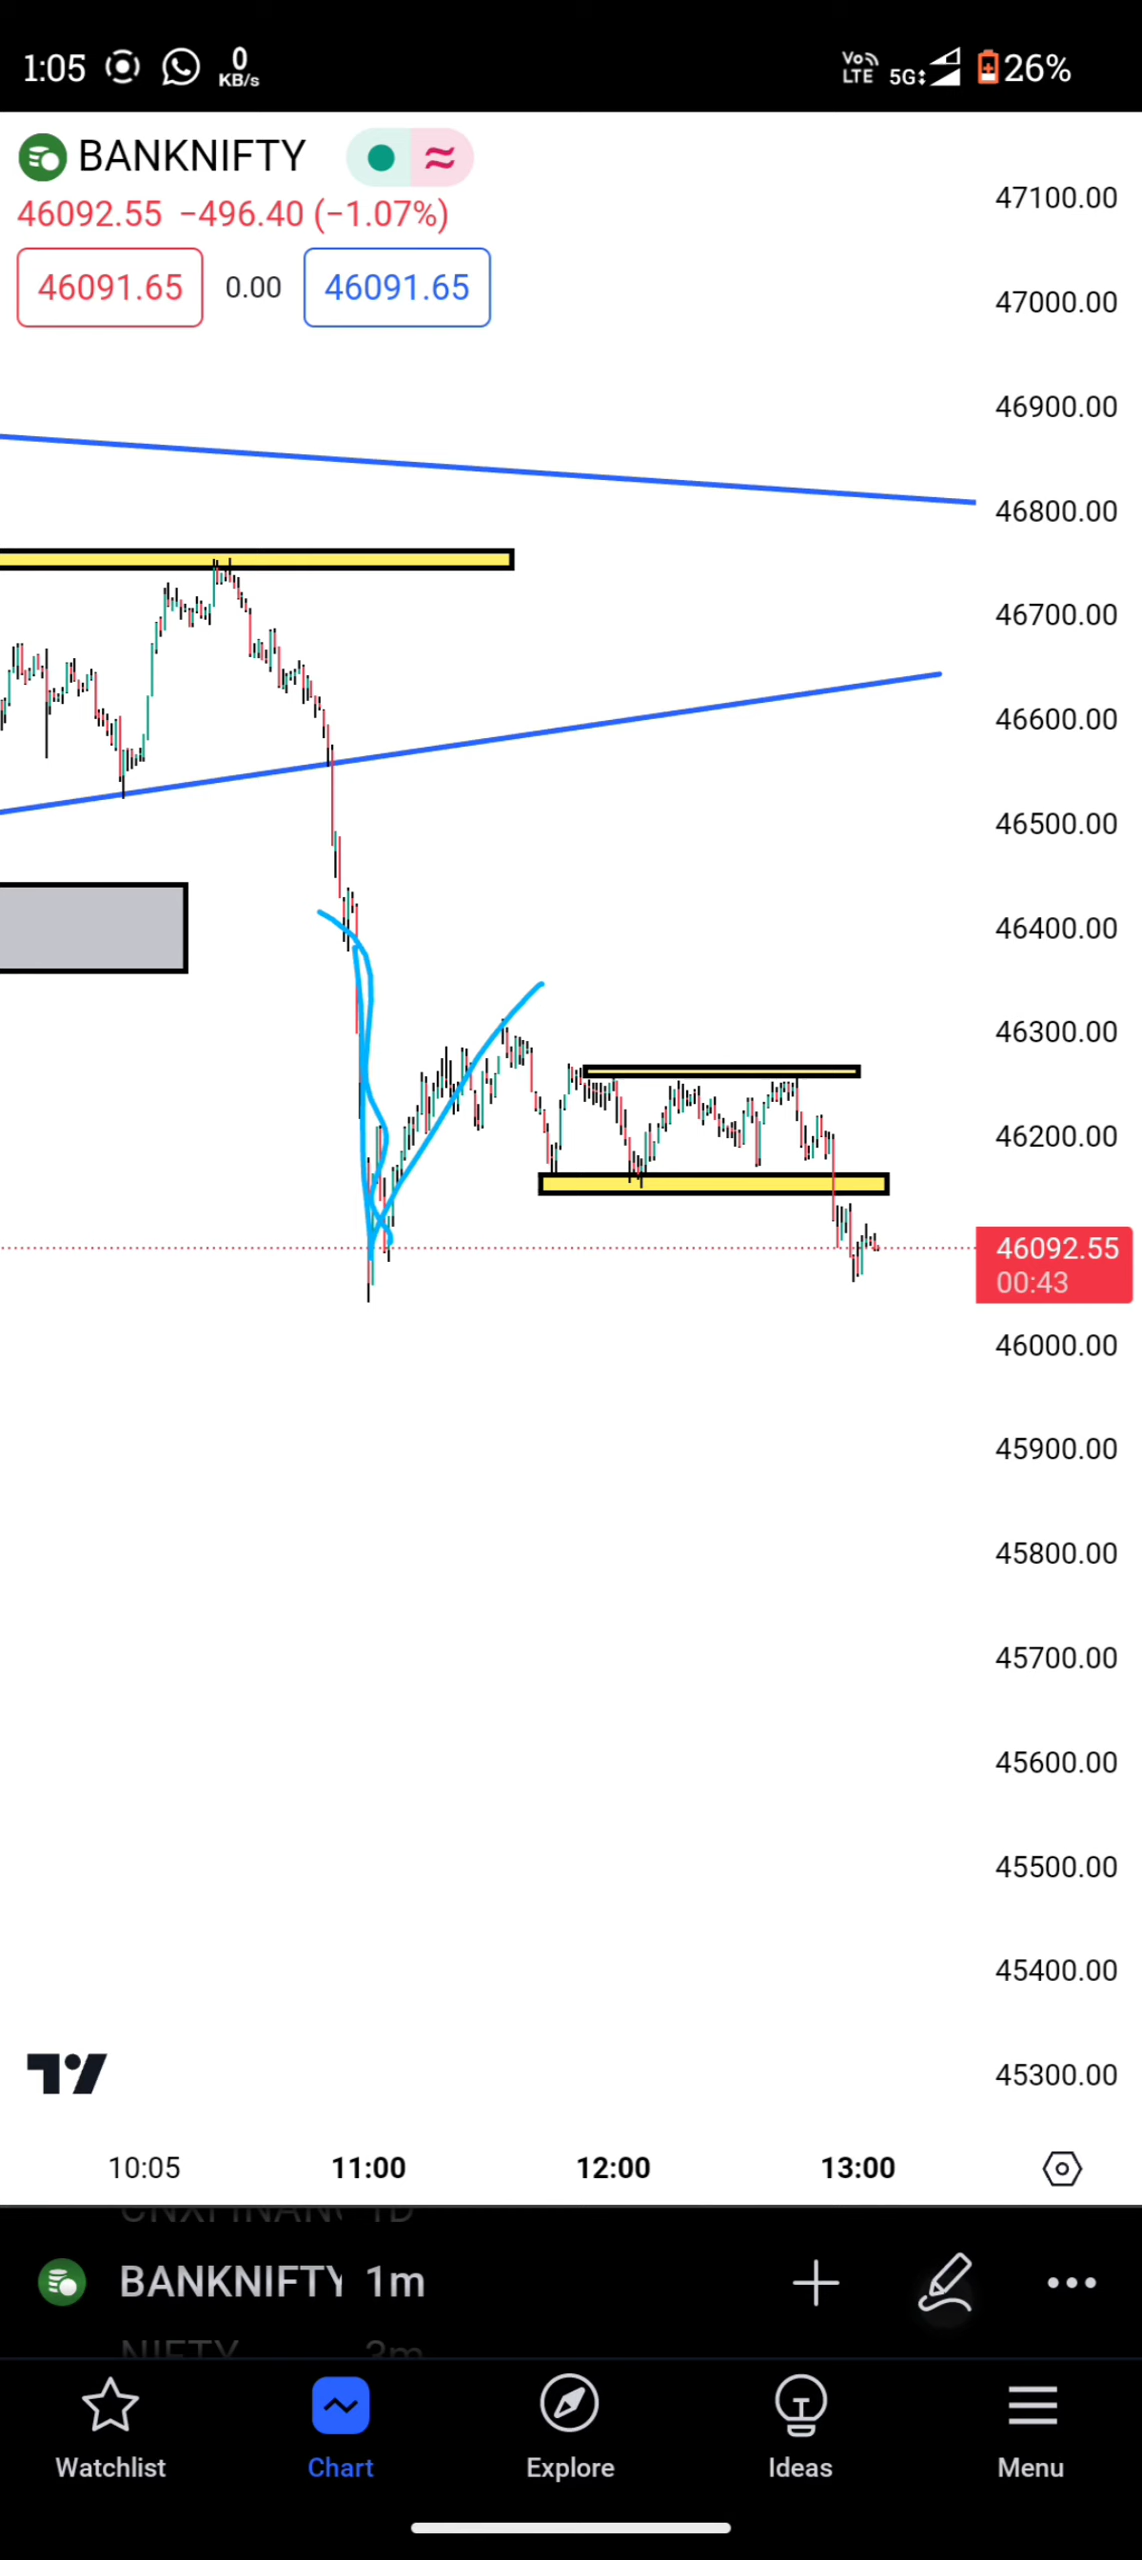 1:05 0 KB/s Vo LTE 5G 26%
BANKNIFTY
46092.55 −496.40 (−1.07%)
46091.65 0.00 46091.65
47100.00
47000.00
46900.00
46800.00
46700.00
46600.00
46500.00
46400.00
46300.00
46200.00
46092.55
00:43
46000.00
45900.00
45800.00
45700.00
45600.00
45500.00
45400.00
45300.00
10:05 11:00 12:00 13:00
1D
BANKNIFTY 1m
NIFTY 3m
Watchlist Chart Explore Ideas Menu